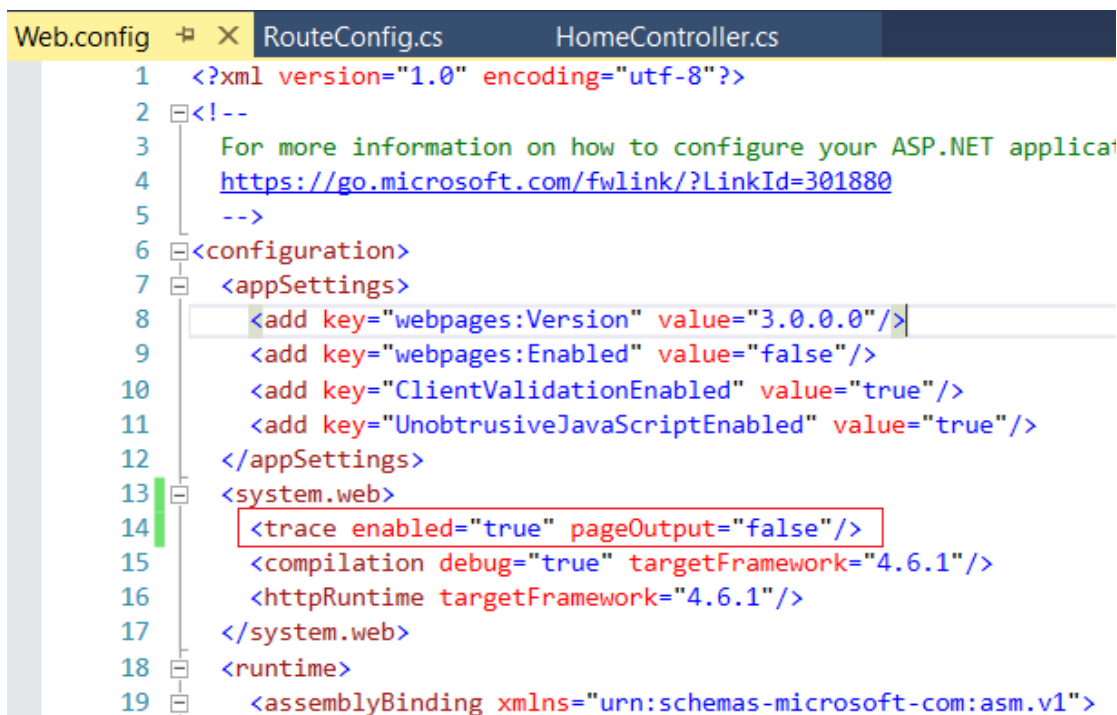 Web.config RouteConfig.cs HomeController.cs
1 <?xml version="1.0" encoding="utf-8"?>
2 <!--
3 For more information on how to configure your ASP.NET applicat
4 https://go.microsoft.com/fwlink/?LinkId=301880
5 -->
6 <configuration>
7 <appSettings>
8 <add key="webpages:Version" value="3.0.0.0"/>
9 <add key="webpages:Enabled" value="false"/>
10 <add key="ClientValidationEnabled" value="true"/>
11 <add key="UnobtrusiveJavaScriptEnabled" value="true"/>
12 </appSettings>
13 <system.web>
14 <trace enabled="true" pageOutput="false"/>
15 <compilation debug="true" targetFramework="4.6.1"/>
16 <httpRuntime targetFramework="4.6.1"/>
17 </system.web>
18 <runtime>
19 <assemblyBinding xmlns="urn:schemas-microsoft-com:asm.v1">